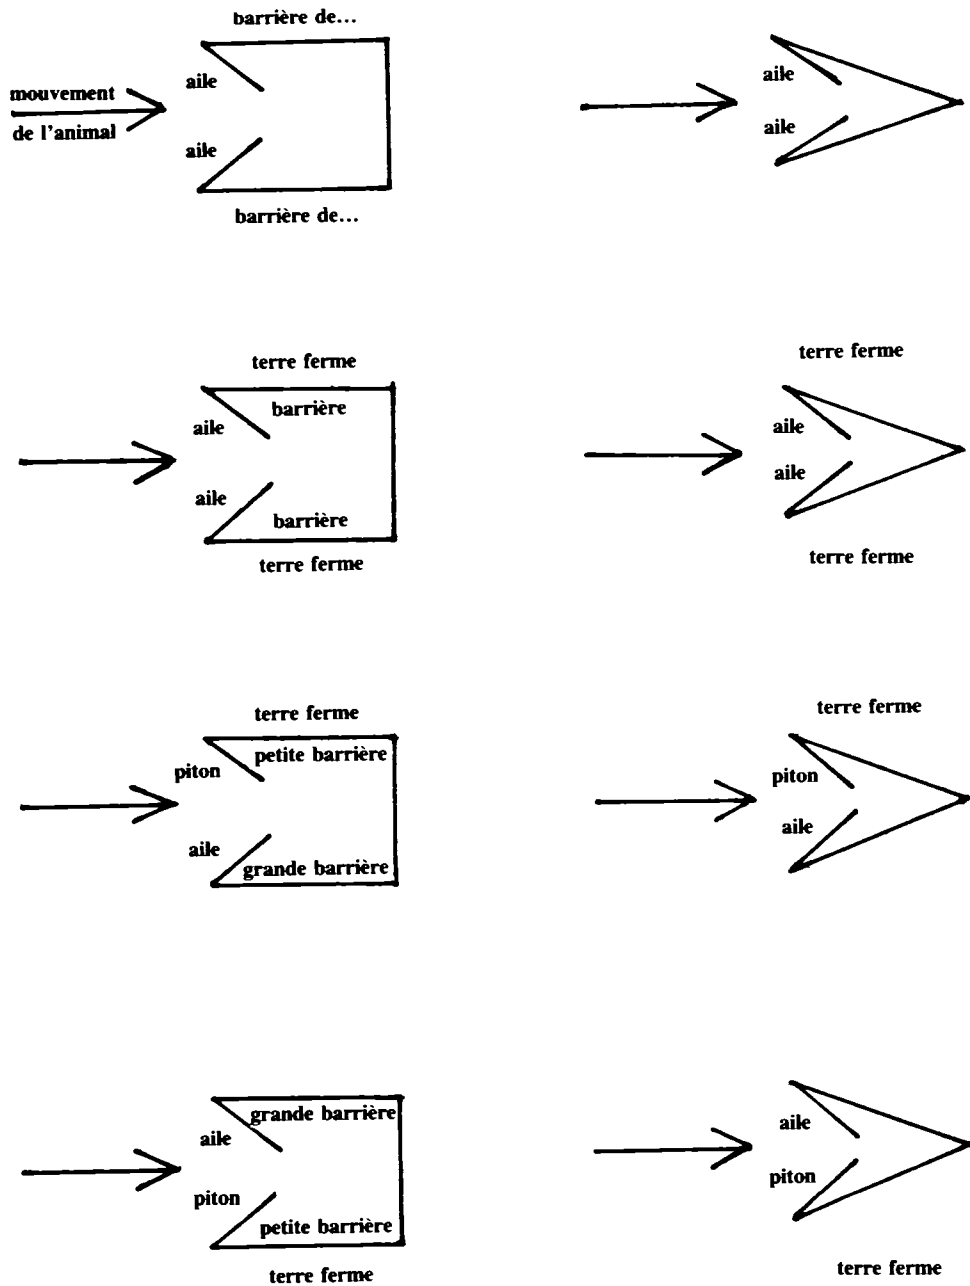 barrière de...
aile
aile
mouvement
de l'animal
aile
aile
barrière de...
terre ferme
terre ferme
barrière
aile
aile
aile
aile
barrière
terre ferme
terre ferme
terre ferme
terre ferme
petite barrière
piton
piton
aile
aile
grande barrière
grande barrière
aile
aile
piton
piton
petite barrière
terre ferme
terre ferme